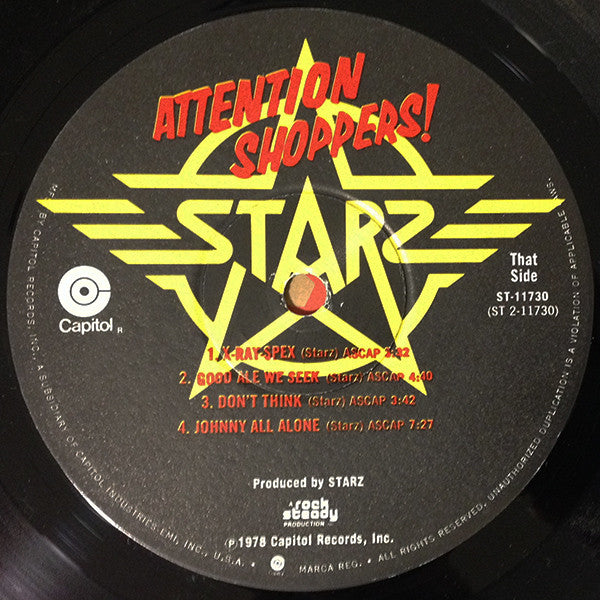 ATTENTION
SHOPPERS!
STARZ
Capitol®
That
Side
ST-11730
(ST 2-11730)
1. X-RAY SPEX (Starz) ASCAP 3:32
2. GOOD ALE WE SEEK (Starz) ASCAP 4:40
3. DON'T THINK (Starz) ASCAP 3:42
4. JOHNNY ALL ALONE (Starz) ASCAP 7:27
Produced by STARZ
A
rock
steady
PRODUCTION
℗1978 Capitol Records, Inc.
MFD. BY CAPITOL RECORDS, INC., A SUBSIDIARY OF CAPITOL INDUSTRIES-EMI, INC., U.S.A. • MARCA REG. • ALL RIGHTS RESERVED. UNAUTHORIZED DUPLICATION IS A VIOLATION OF APPLICABLE LAWS.